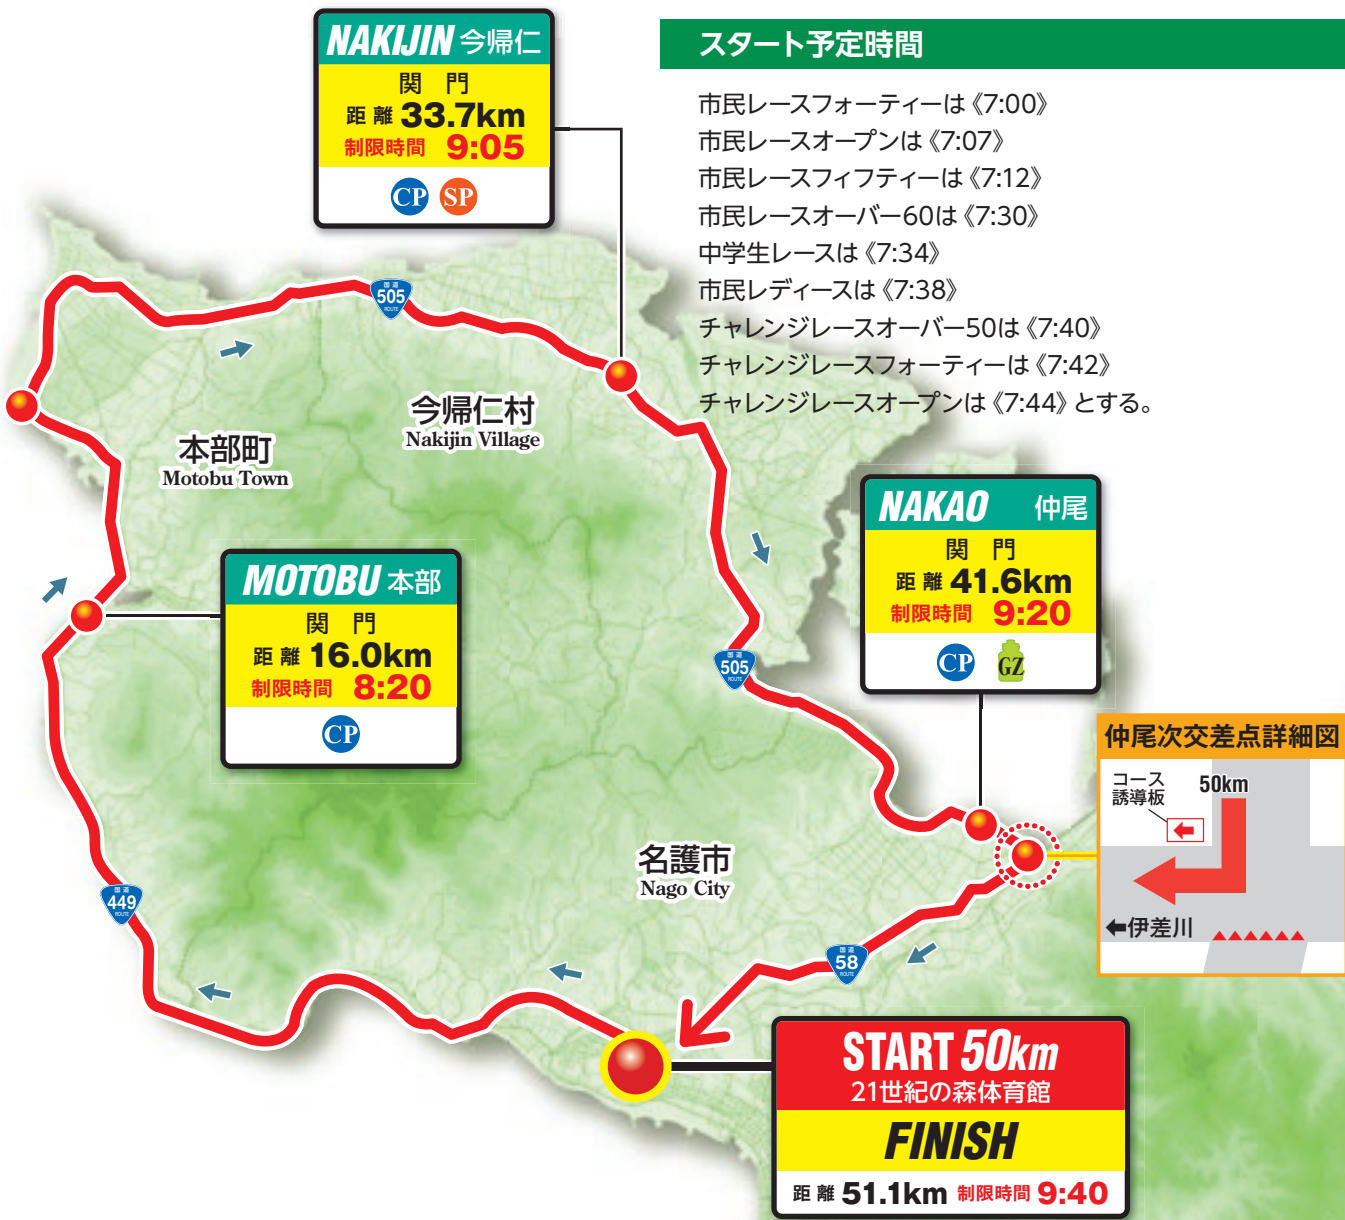 NAKIJIN 今帰仁
関 門
距 離 33.7km
制限時間 9:05
CP SP
スタート予定時間
市民レースフォーティーは《7:00》
市民レースオープンは《7:07》
市民レースフィフティーは《7:12》
市民レースオーバー60は《7:30》
中学生レースは《7:34》
市民レディースは《7:38》
チャレンジレースオーバー50は《7:40》
チャレンジレースフォーティーは《7:42》
チャレンジレースオープンは《7:44》とする。
国道
505
ROUTE
今帰仁村
Nakijin Village
本部町
Motobu Town
NAKAO 仲尾
関 門
距 離 41.6km
制限時間 9:20
CP GZ
MOTOBU 本部
関 門
距 離 16.0km
制限時間 8:20
CP
国道
505
ROUTE
仲尾次交差点詳細図
コース
誘導板
50km
←伊差川
名護市
Nago City
国道
449
ROUTE
国道
58
ROUTE
START 50km
21世紀の森体育館
FINISH
距 離 51.1km 制限時間 9:40